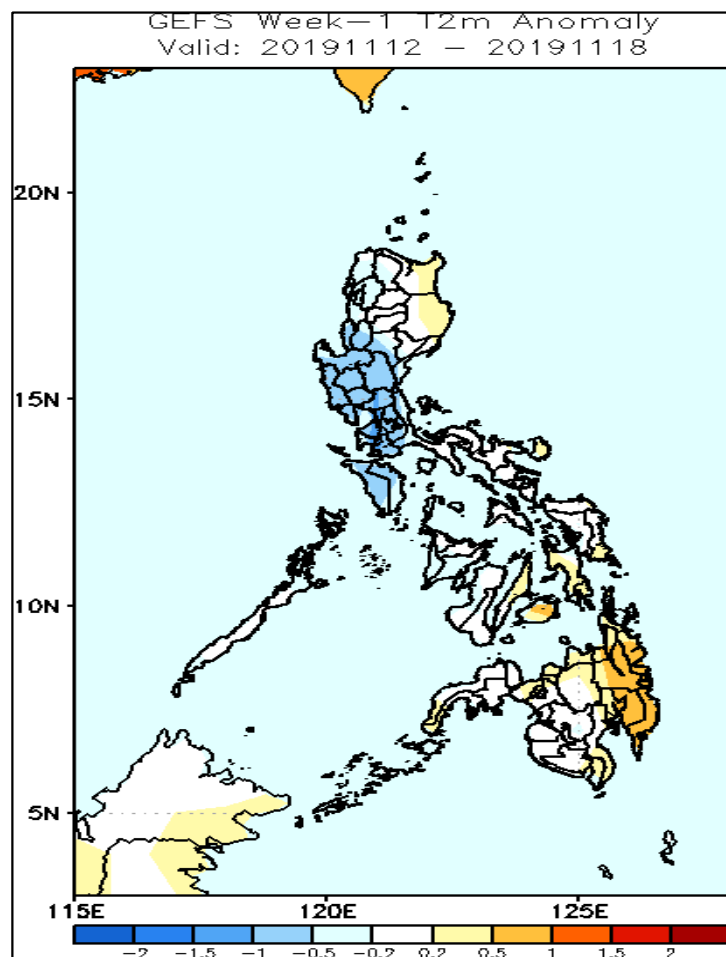 GEFS Week-1 T2m Anomaly
Valid: 20191112 - 20191118
20N
15N
10N
5N
115E 120E 125E
-2 -1.5 -1 -0.5 -0.2 0.2 0.5 1 1.5 2